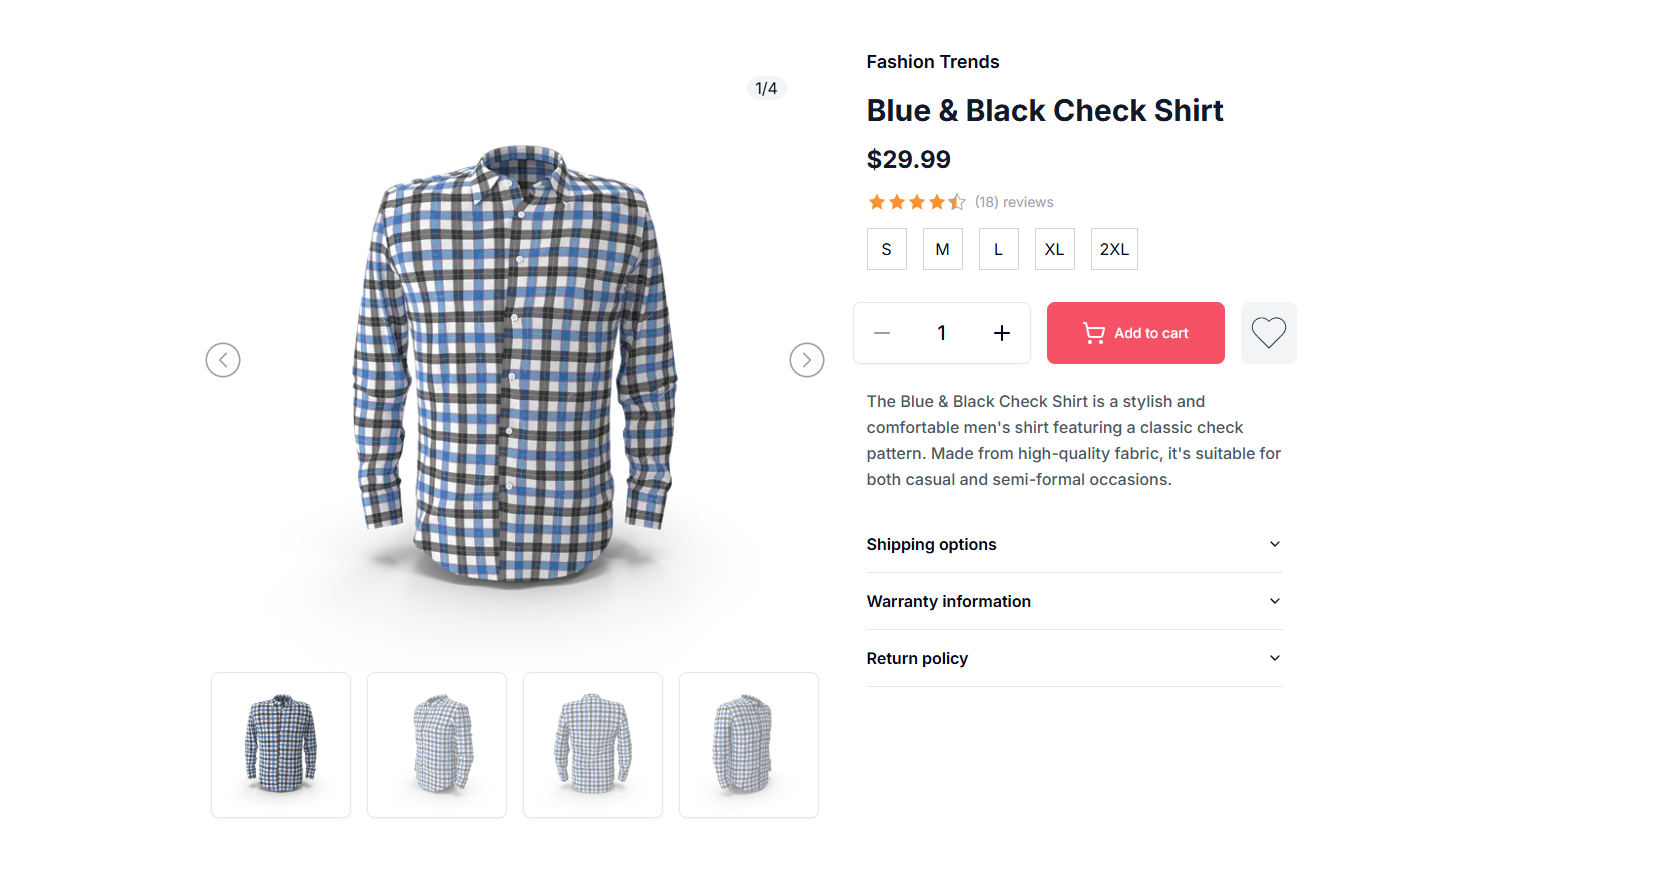 1/4
Fashion Trends
Blue & Black Check Shirt
$29.99
(18) reviews
S M L XL 2XL
1 Add to cart
The Blue & Black Check Shirt is a stylish and
comfortable men's shirt featuring a classic check
pattern. Made from high-quality fabric, it's suitable for
both casual and semi-formal occasions.
Shipping options
Warranty information
Return policy